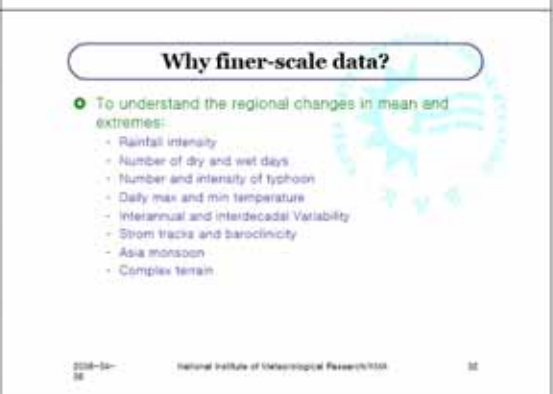 Why finer-scale data?
To understand the regional changes in mean and
extremes:
- Rainfall intensity
- Number of dry and wet days
- Number and intensity of typhoon
- Daily max and min temperature
- Interannual and interdecadal Variability
- Strom tracks and baroclinicity
- Asia monsoon
- Complex terrain
National Institute of Meteorological Research/KMA